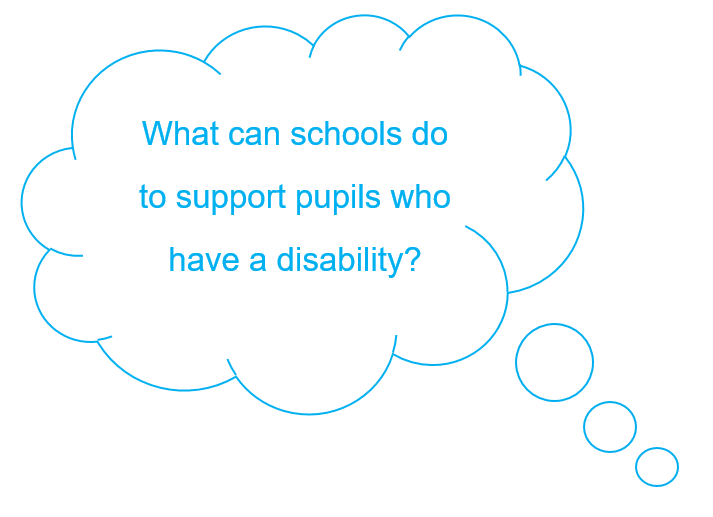 What can schools do
to support pupils who
have a disability?